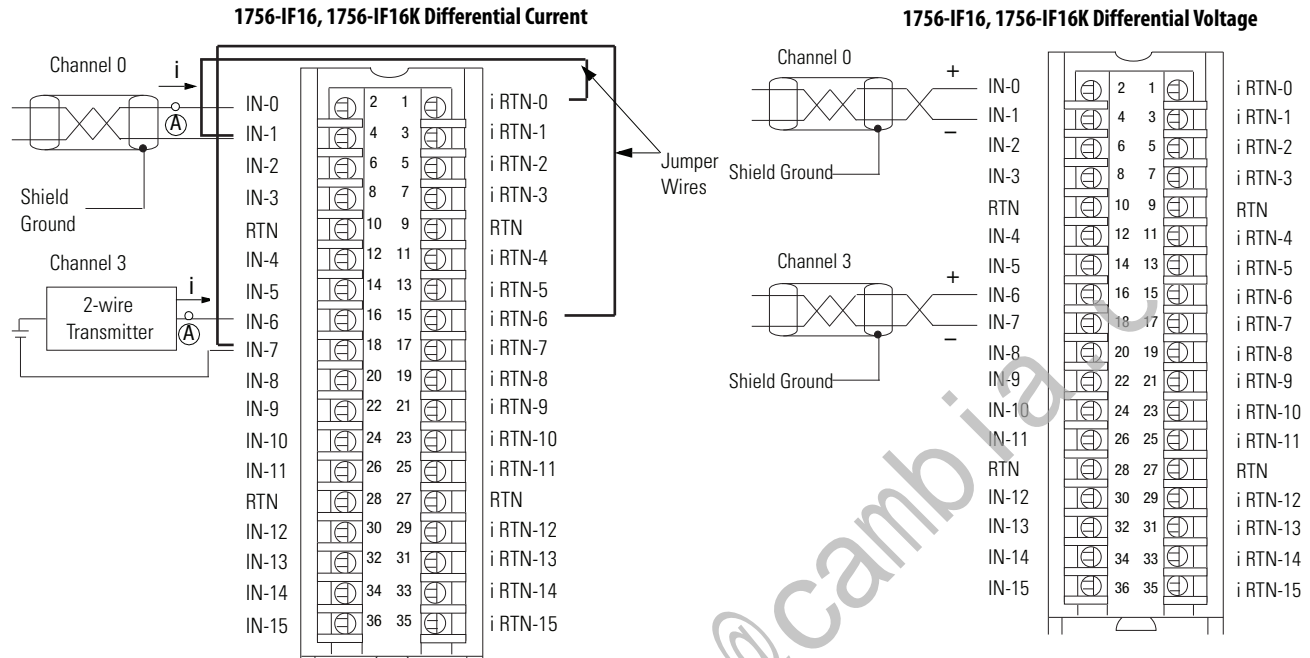 1756-IF16, 1756-IF16K Differential Current
Channel 0
i
A
Shield
Ground
Channel 3
i
2-wire
Transmitter
A
Jumper
Wires
IN-0 2 1 i RTN-0
IN-1 4 3 i RTN-1
IN-2 6 5 i RTN-2
IN-3 8 7 i RTN-3
RTN 10 9 RTN
IN-4 12 11 i RTN-4
IN-5 14 13 i RTN-5
IN-6 16 15 i RTN-6
IN-7 18 17 i RTN-7
IN-8 20 19 i RTN-8
IN-9 22 21 i RTN-9
IN-10 24 23 i RTN-10
IN-11 26 25 i RTN-11
RTN 28 27 RTN
IN-12 30 29 i RTN-12
IN-13 32 31 i RTN-13
IN-14 34 33 i RTN-14
IN-15 36 35 i RTN-15
1756-IF16, 1756-IF16K Differential Voltage
Channel 0
+
–
Shield Ground
Channel 3
+
–
Shield Ground
IN-0 2 1 i RTN-0
IN-1 4 3 i RTN-1
IN-2 6 5 i RTN-2
IN-3 8 7 i RTN-3
RTN 10 9 RTN
IN-4 12 11 i RTN-4
IN-5 14 13 i RTN-5
IN-6 16 15 i RTN-6
IN-7 18 17 i RTN-7
IN-8 20 19 i RTN-8
IN-9 22 21 i RTN-9
IN-10 24 23 i RTN-10
IN-11 26 25 i RTN-11
RTN 28 27 RTN
IN-12 30 29 i RTN-12
IN-13 32 31 i RTN-13
IN-14 34 33 i RTN-14
IN-15 36 35 i RTN-15
@cambia.c